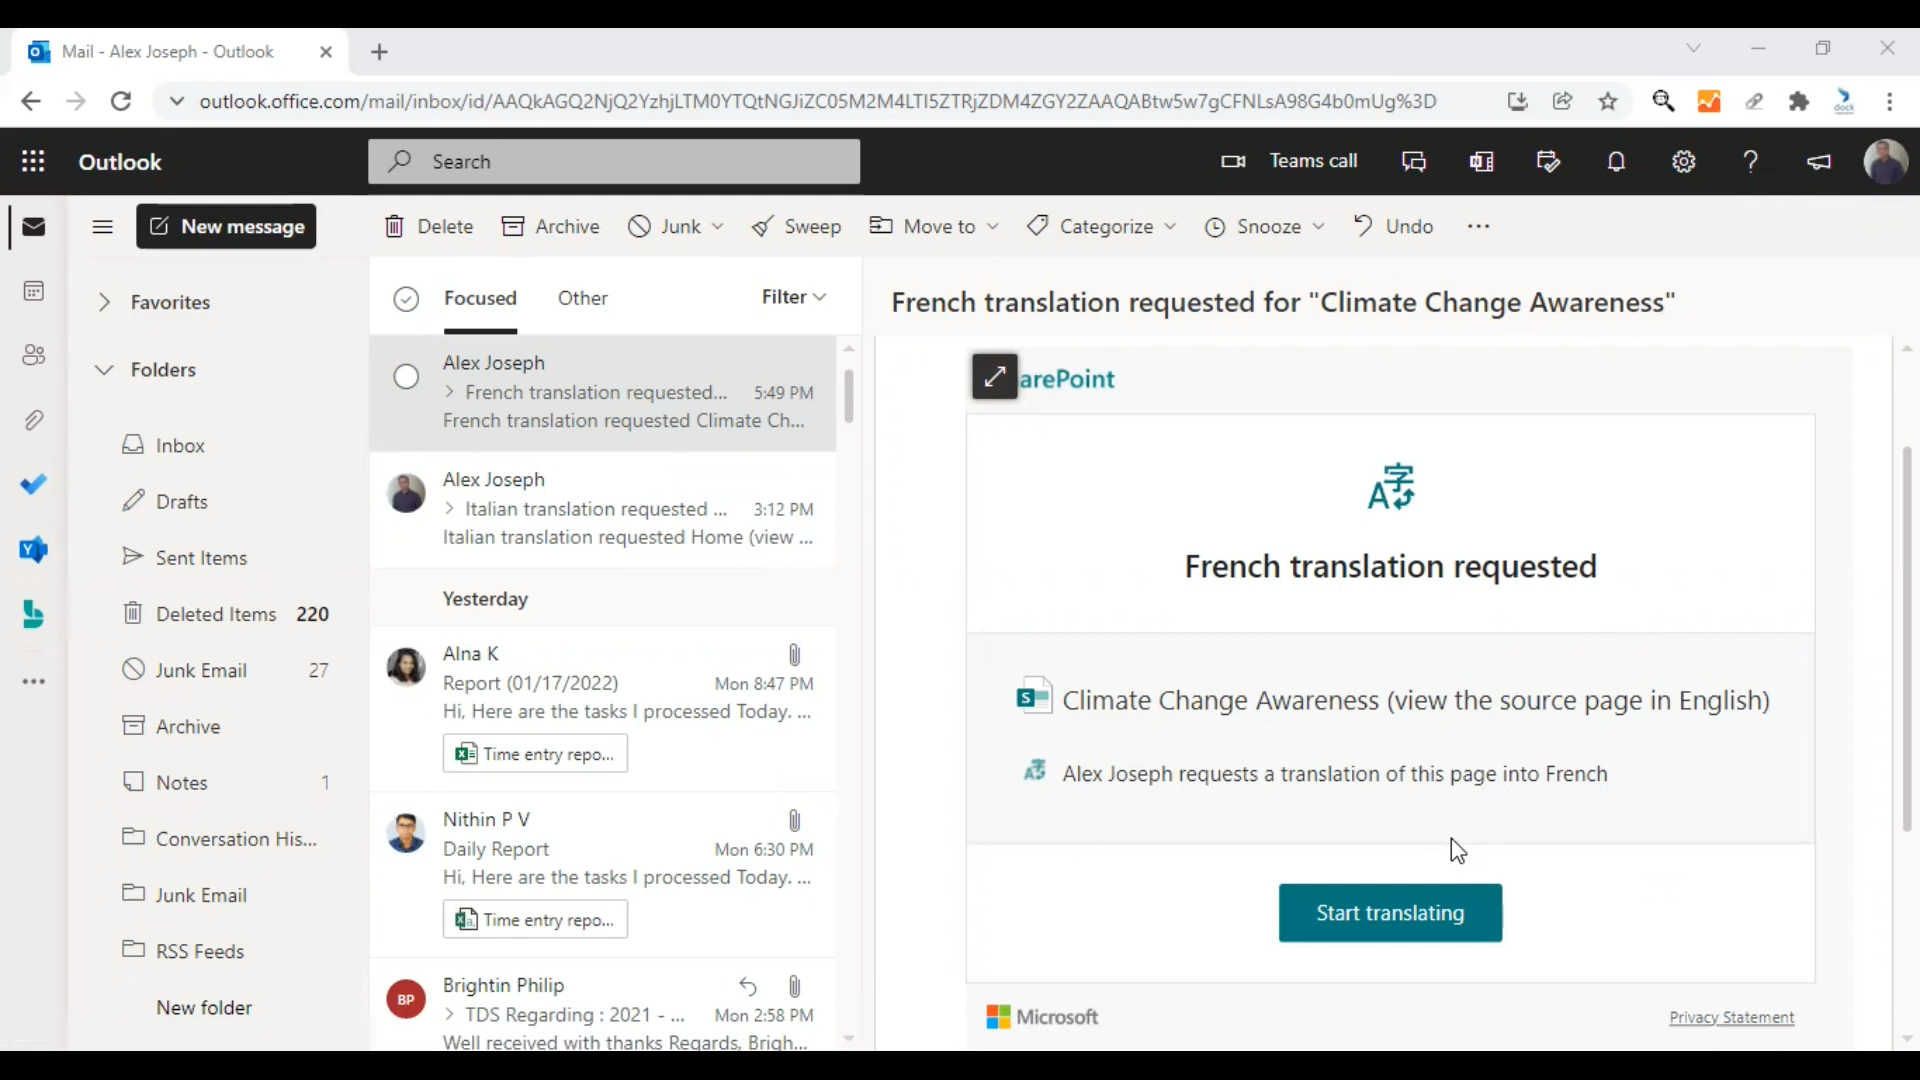 Mail - Alex Joseph - Outlook
outlook.office.com/mail/inbox/id/AAQkAGQ2NjQ2YzhjLTM0YTQtNGJiZC05M2M4LTI5ZTRjZDM4ZGY2ZAAQABtw5w7gCFNLsA98G4b0mUg%3D
dock
Outlook
Search
Teams call
New message
Delete
Archive
Junk
Sweep
Move to
Categorize
Snooze
Undo
Favorites
Folders
Inbox
Drafts
Sent Items
Deleted Items 220
Junk Email 27
Archive
Notes 1
Conversation His...
Junk Email
RSS Feeds
New folder
Focused
Other
Filter
Alex Joseph
French translation requested... 5:49 PM
French translation requested Climate Ch...
Alex Joseph
Italian translation requested ... 3:12 PM
Italian translation requested Home (view ...
Yesterday
Alna K
Report (01/17/2022) Mon 8:47 PM
Hi, Here are the tasks I processed Today. ...
Time entry repo...
Nithin P V
Daily Report Mon 6:30 PM
Hi, Here are the tasks I processed Today. ...
Time entry repo...
BP
Brightin Philip
TDS Regarding : 2021 - ... Mon 2:58 PM
Well received with thanks Regards, Brigh...
French translation requested for "Climate Change Awareness"
arePoint
A字
French translation requested
S
Climate Change Awareness (view the source page in English)
Alex Joseph requests a translation of this page into French
Start translating
Microsoft
Privacy Statement